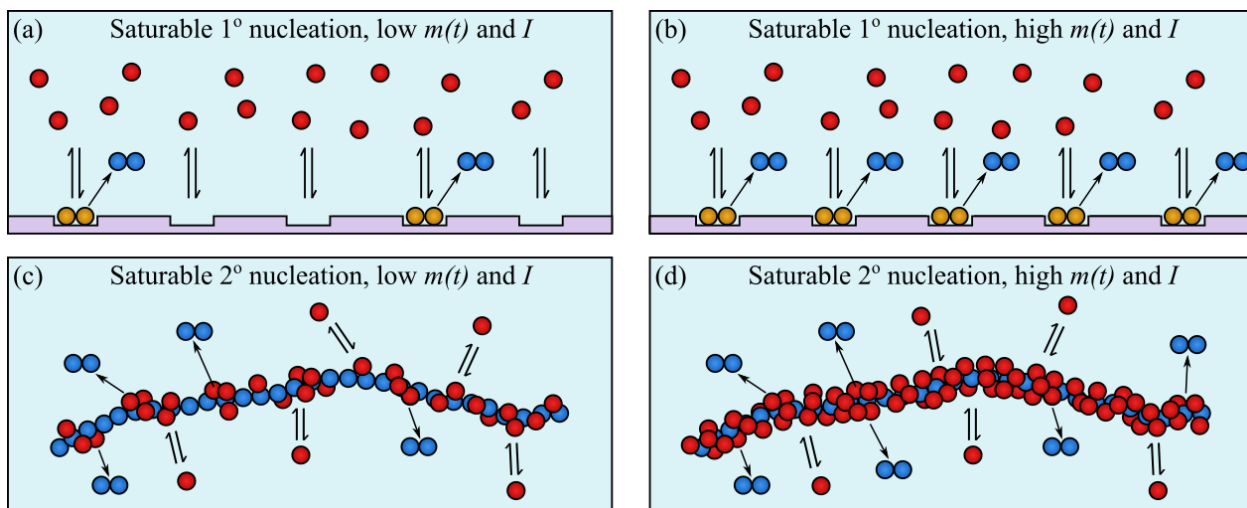 (a) Saturable 1º nucleation, low m(t) and I
(b) Saturable 1º nucleation, high m(t) and I
(c) Saturable 2º nucleation, low m(t) and I
(d) Saturable 2º nucleation, high m(t) and I